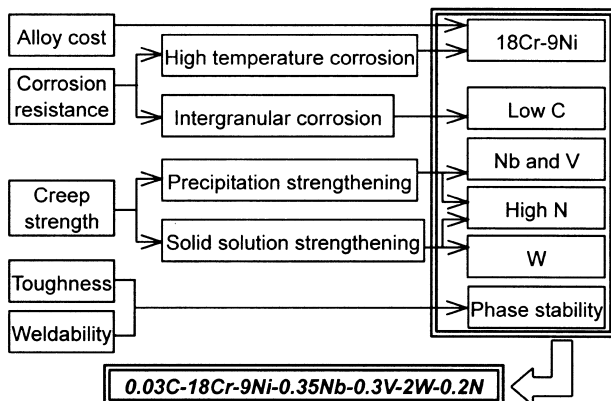 Alloy cost
Corrosion
resistance
High temperature corrosion
Intergranular corrosion
18Cr-9Ni
Low C
Creep
strength
Precipitation strengthening
Solid solution strengthening
Nb and V
High N
W
Toughness
Weldability
Phase stability
0.03C-18Cr-9Ni-0.35Nb-0.3V-2W-0.2N